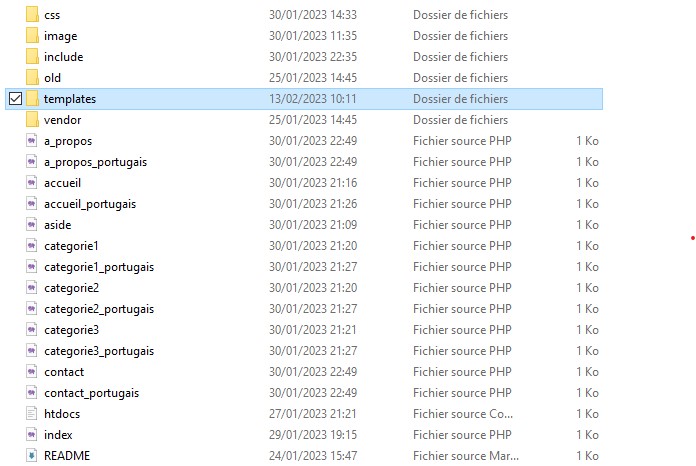 css 30/01/2023 14:33 Dossier de fichiers
image 30/01/2023 11:35 Dossier de fichiers
include 30/01/2023 22:35 Dossier de fichiers
old 25/01/2023 14:45 Dossier de fichiers
templates 13/02/2023 10:11 Dossier de fichiers
vendor 25/01/2023 14:45 Dossier de fichiers
a_propos 30/01/2023 22:49 Fichier source PHP 1 Ko
a_propos_portugais 30/01/2023 22:49 Fichier source PHP 1 Ko
accueil 30/01/2023 21:16 Fichier source PHP 1 Ko
accueil_portugais 30/01/2023 21:26 Fichier source PHP 1 Ko
aside 30/01/2023 21:09 Fichier source PHP 1 Ko
categorie1 30/01/2023 21:20 Fichier source PHP 1 Ko
categorie1_portugais 30/01/2023 21:27 Fichier source PHP 1 Ko
categorie2 30/01/2023 21:20 Fichier source PHP 1 Ko
categorie2_portugais 30/01/2023 21:27 Fichier source PHP 1 Ko
categorie3 30/01/2023 21:21 Fichier source PHP 1 Ko
categorie3_portugais 30/01/2023 21:27 Fichier source PHP 1 Ko
contact 30/01/2023 22:49 Fichier source PHP 1 Ko
contact_portugais 30/01/2023 22:49 Fichier source PHP 1 Ko
htdocs 27/01/2023 21:21 Fichier source Co... 1 Ko
index 29/01/2023 19:15 Fichier source PHP 1 Ko
README 24/01/2023 15:47 Fichier source Mar... 1 Ko